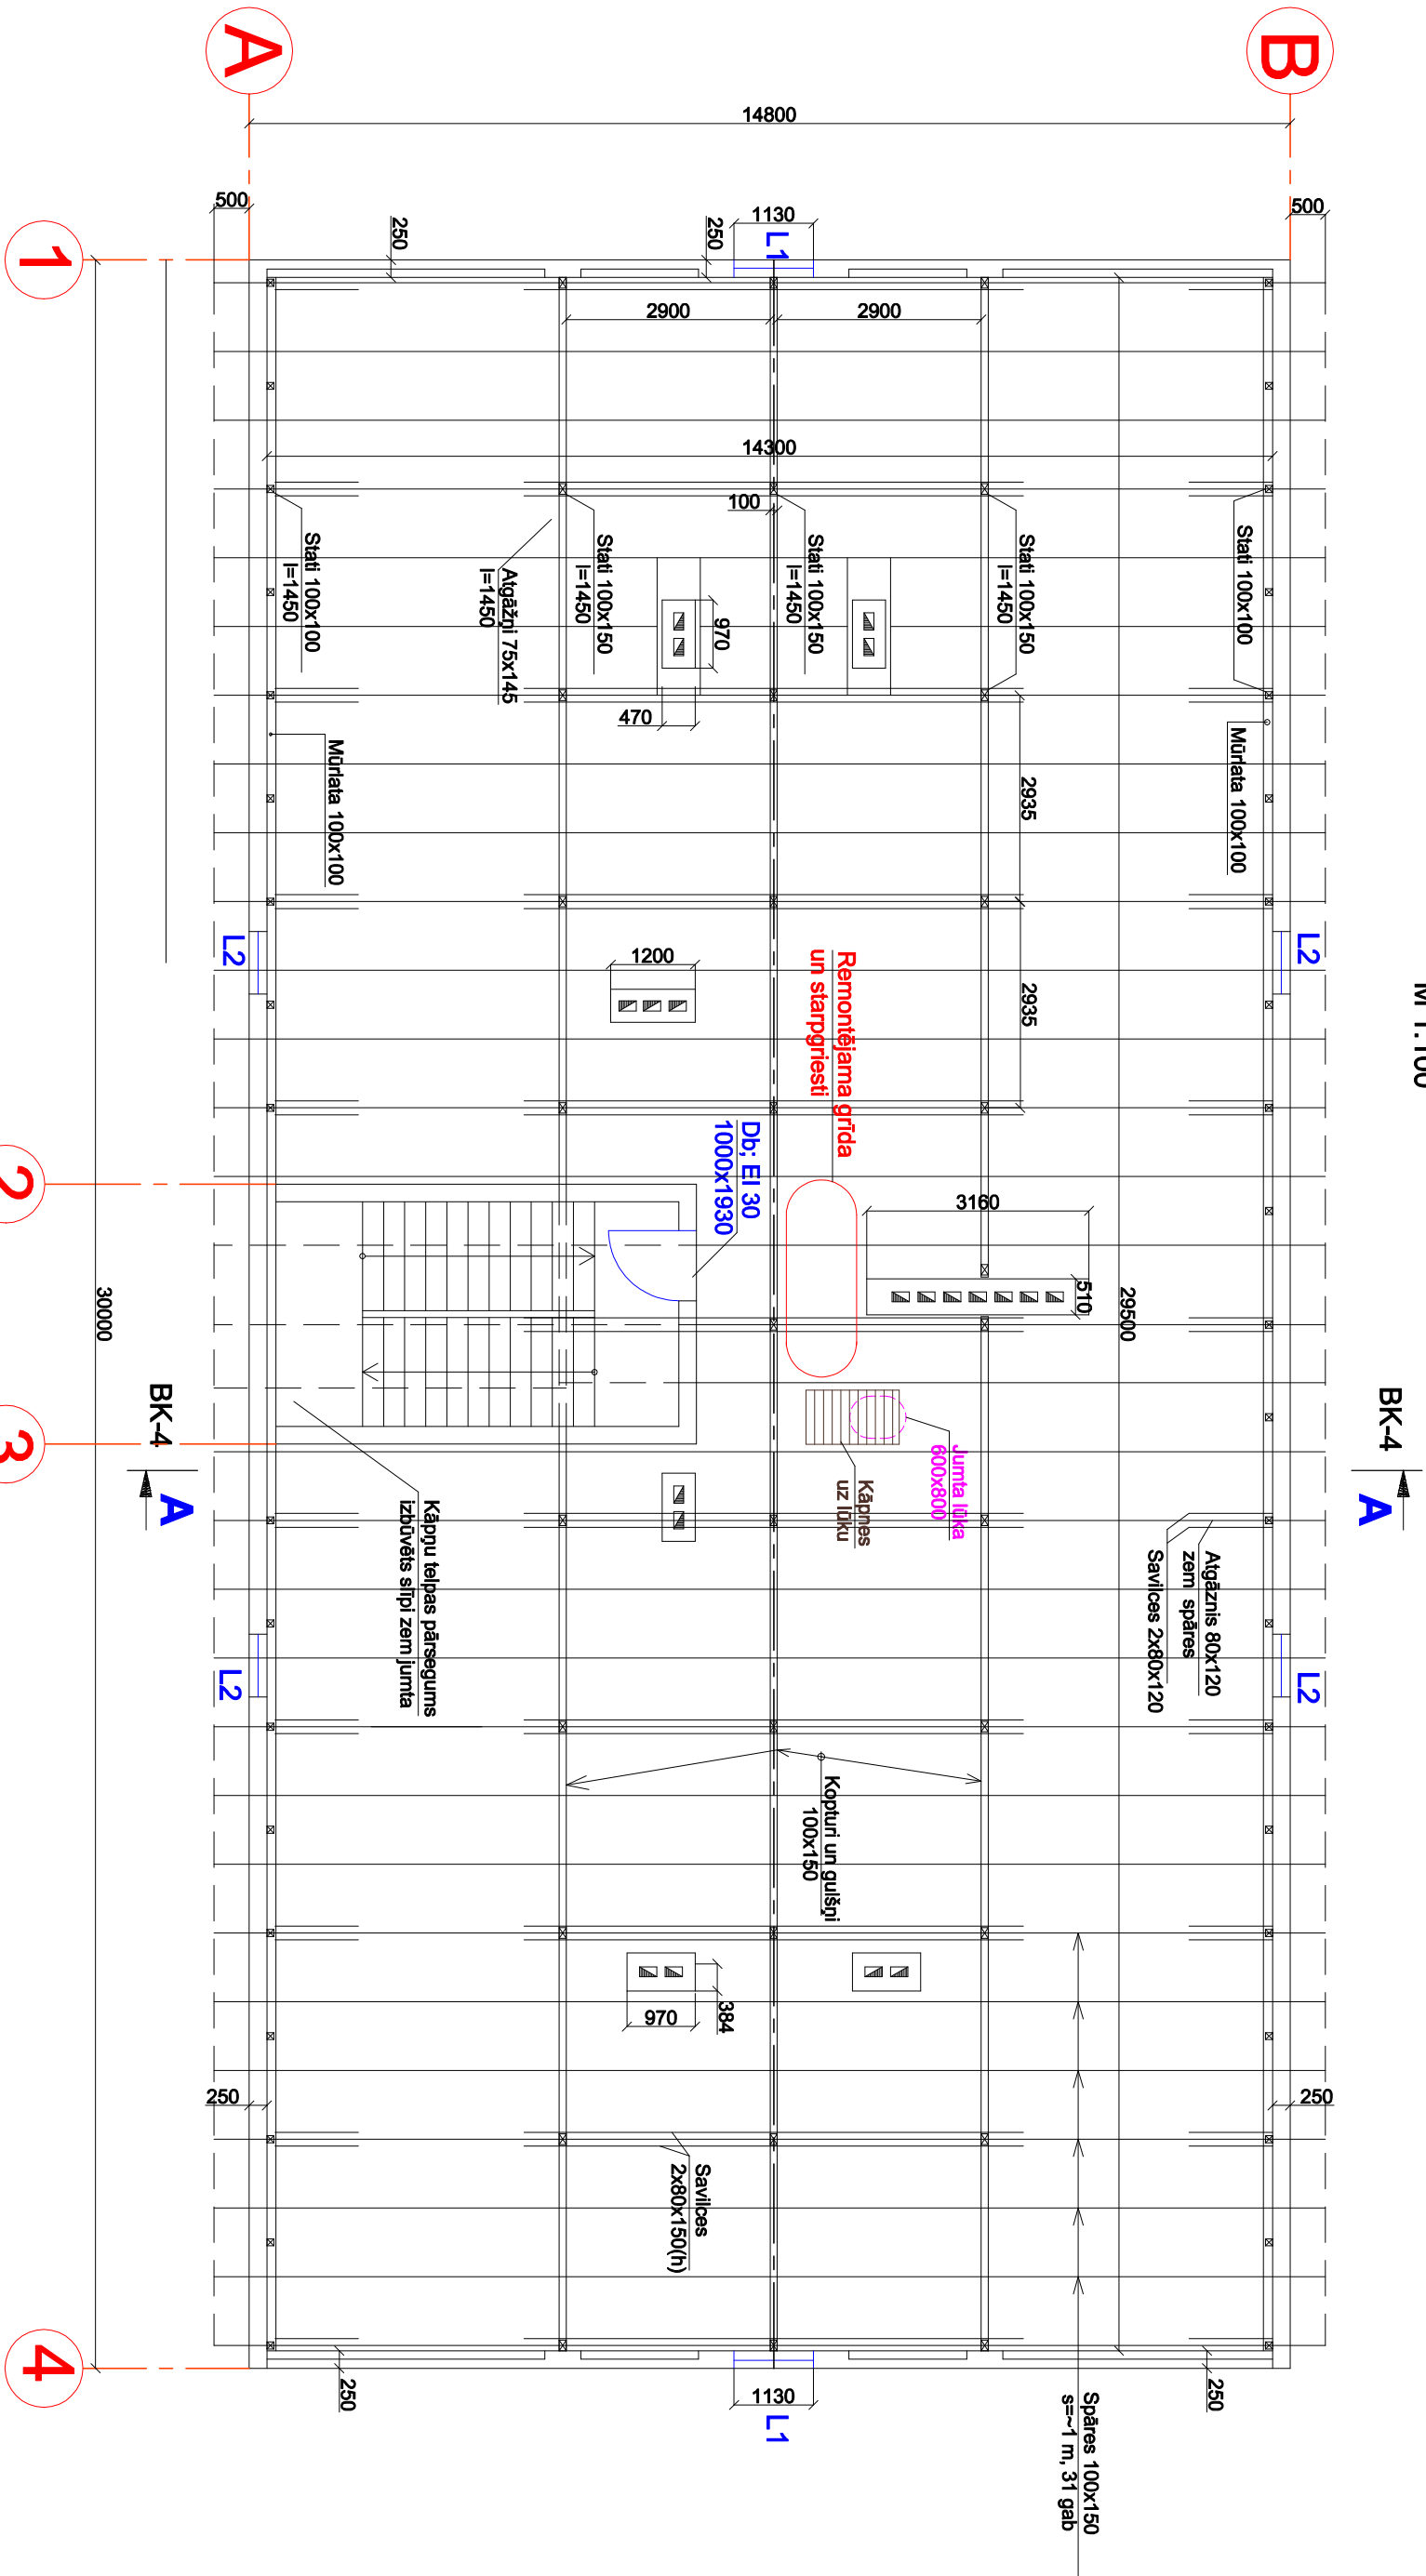 M 1:100
A
B
1
2
3
4
14800
500
500
250
250
1130
L1
2900
2900
14300
100
Stati 100x100
l=1450
Atgāžņi 75x145
l=1450
Stati 100x150
l=1450
Stati 100x150
l=1450
Stati 100x150
l=1450
Stati 100x100
970
470
Mūrlata 100x100
Mūrlata 100x100
2935
2935
L2
L2
1200
Remontējama grīda
un starpgriesti
Db; EI 30
1000x1930
3160
510
29500
30000
BK-4
A
BK-4
A
Jumta lūka
600x800
Kāpnes
uz lūku
Kāpņu telpas pārsegums
izbūvēts slīpi zem jumta
Atgāznis 80x120
zem spāres
Savilces 2x80x120
L2
L2
Kopturi un gulšņi
100x150
384
970
250
250
Savilces
2x80x150(h)
250
250
1130
L1
Spāres 100x150
s=~1 m, 31 gab